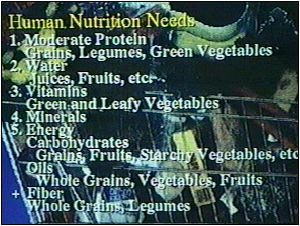 Human Nutrition Needs
1. Moderate Protein
Grains, Legumes, Green Vegetables
2. Water
Juices, Fruits, etc.
3. Vitamins
Green and Leafy Vegetables
4. Minerals
5. Energy
Carbohydrates
Grains, Fruits, Starchy Vegetables, etc
Oils
Whole Grains, Vegetables, Fruits
+ Fiber
Whole Grains, Legumes